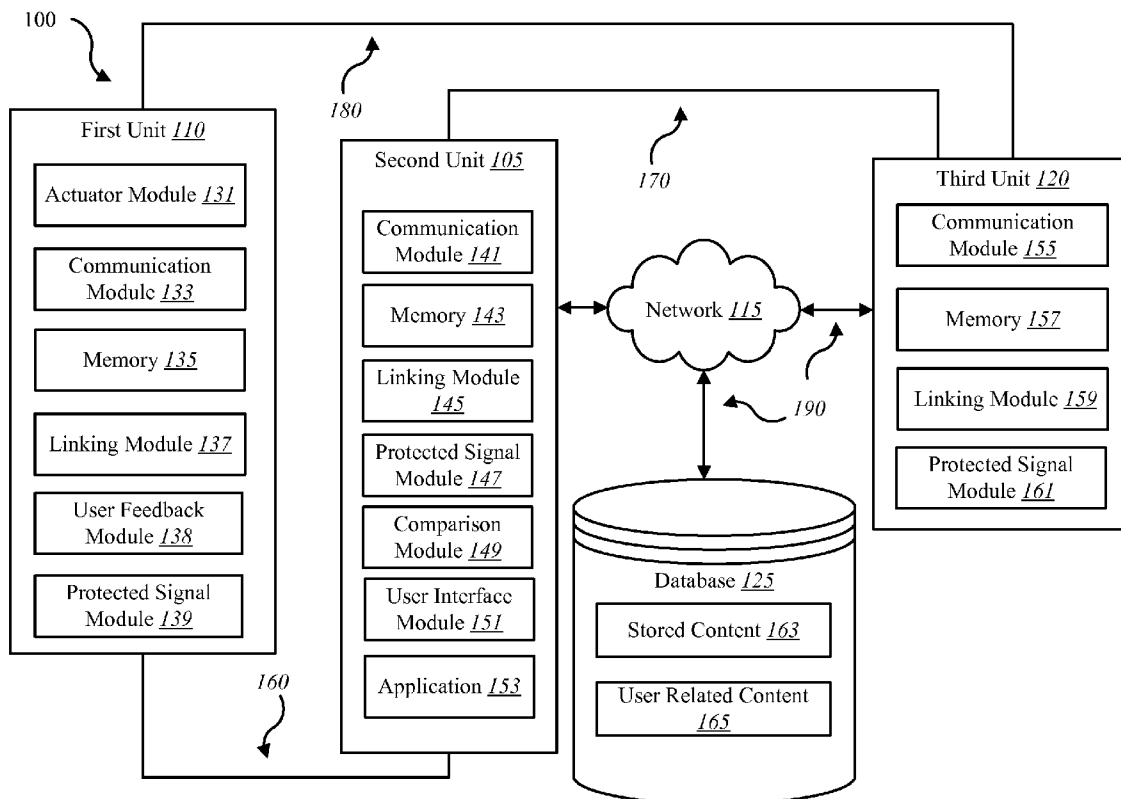 100
180
170
First Unit 110
Actuator Module 131
Communication
Module 133
Memory 135
Linking Module 137
User Feedback
Module 138
Protected Signal
Module 139
160
Second Unit 105
Communication
Module 141
Memory 143
Linking Module
145
Protected Signal
Module 147
Comparison
Module 149
User Interface
Module 151
Application 153
Network 115
190
Database 125
Stored Content 163
User Related Content
165
Third Unit 120
Communication
Module 155
Memory 157
Linking Module 159
Protected Signal
Module 161